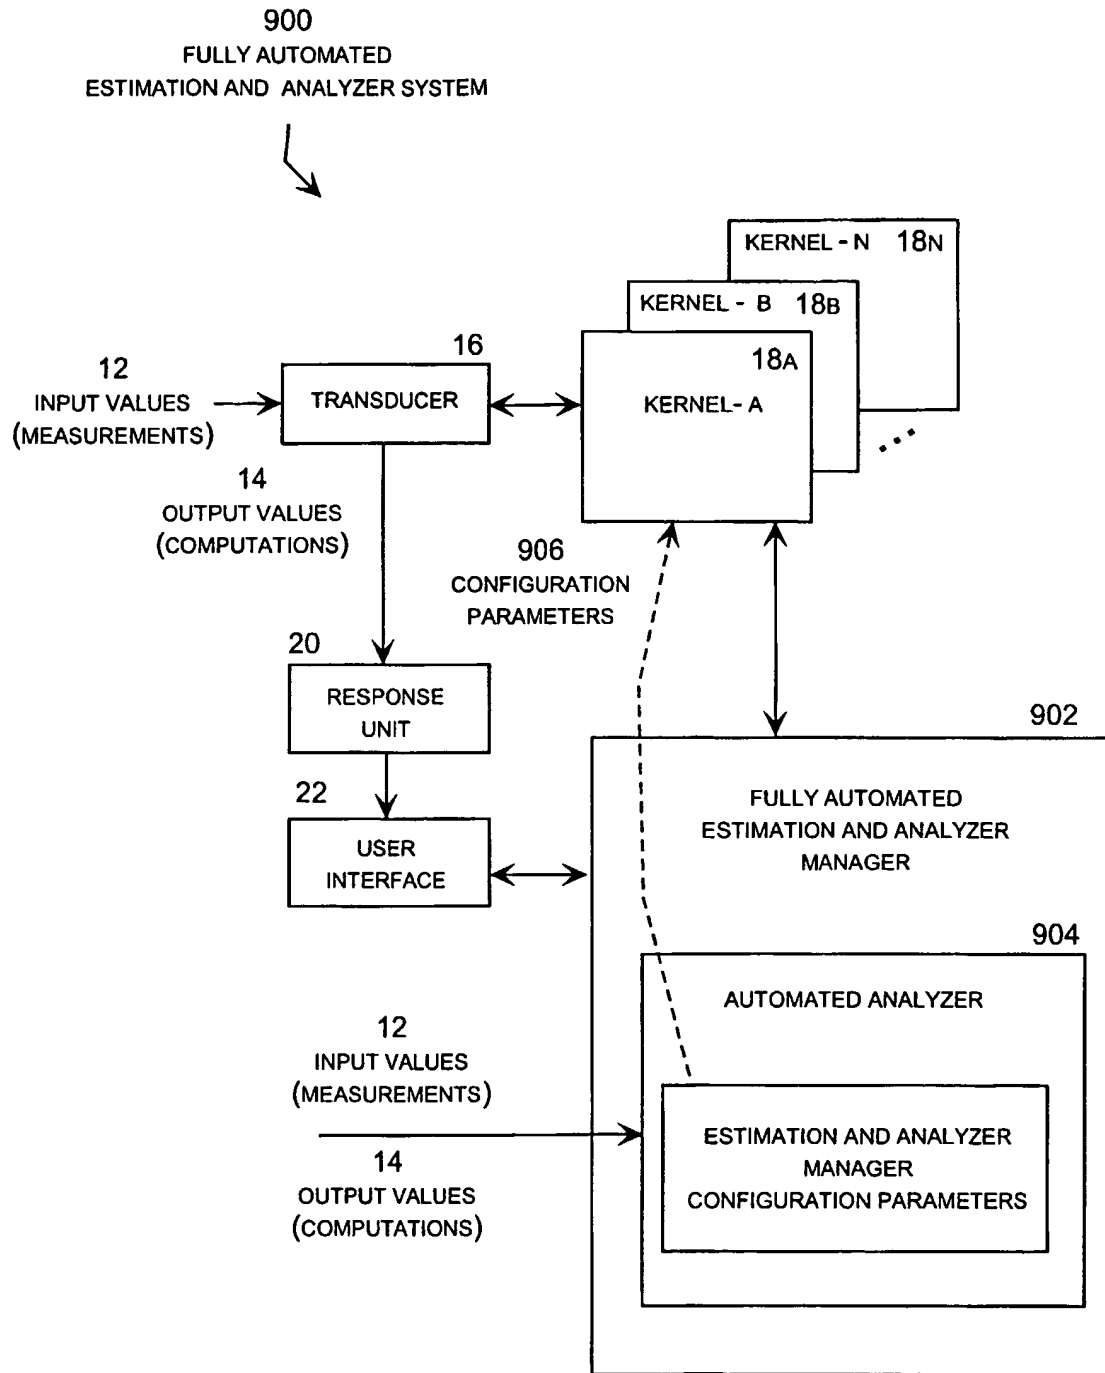 900
FULLY AUTOMATED
ESTIMATION AND ANALYZER SYSTEM
KERNEL - N 18N
KERNEL - B 18B
18A
KERNEL- A
16
TRANSDUCER
12
INPUT VALUES
(MEASUREMENTS)
14
OUTPUT VALUES
(COMPUTATIONS)
906
CONFIGURATION
PARAMETERS
20
RESPONSE
UNIT
22
USER
INTERFACE
902
FULLY AUTOMATED
ESTIMATION AND ANALYZER
MANAGER
904
AUTOMATED ANALYZER
12
INPUT VALUES
(MEASUREMENTS)
14
OUTPUT VALUES
(COMPUTATIONS)
ESTIMATION AND ANALYZER
MANAGER
CONFIGURATION PARAMETERS